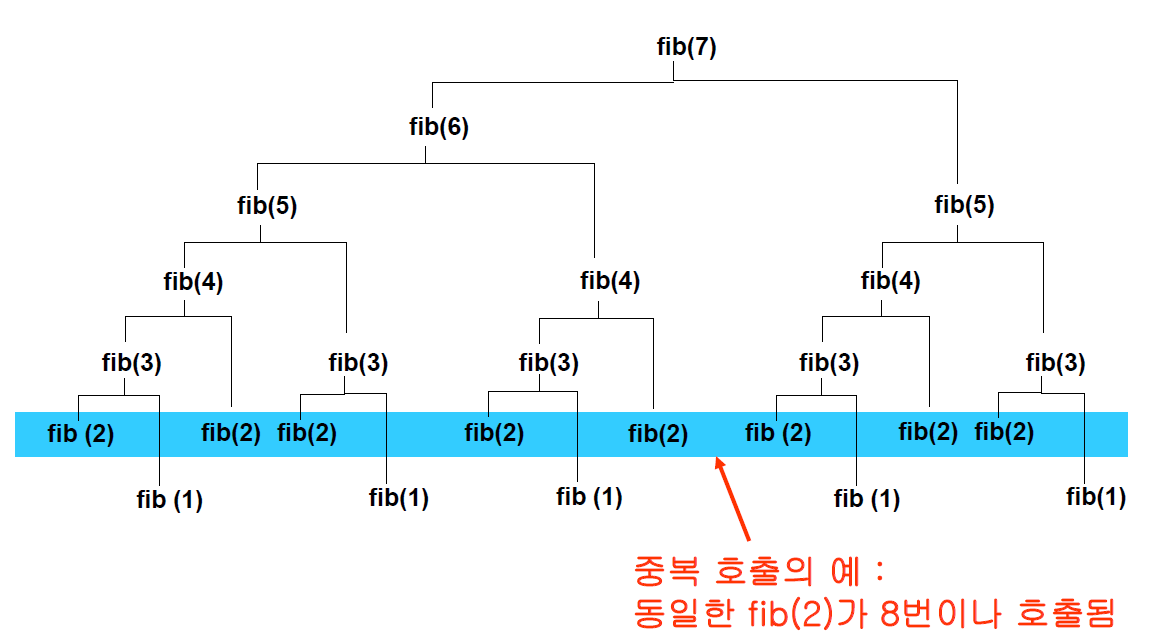 fib(7)
fib(6)
fib(5) fib(5)
fib(4) fib(4) fib(4)
fib(3) fib(3) fib(3) fib(3) fib(3)
fib (2) fib(2) fib(2) fib(2) fib(2) fib (2) fib(2) fib(2)
fib (1) fib(1) fib (1) fib (1) fib(1)
중복 호출의 예 :
동일한 fib(2)가 8번이나 호출됨